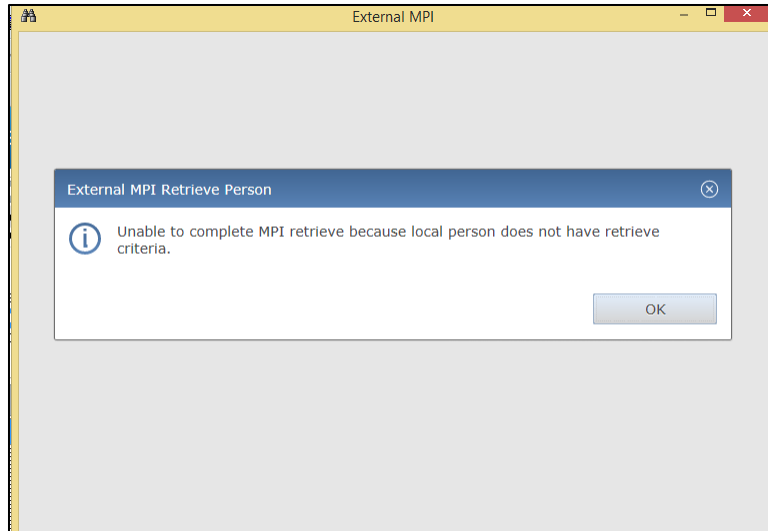 External MPI
External MPI Retrieve Person
Unable to complete MPI retrieve because local person does not have retrieve
criteria.
OK